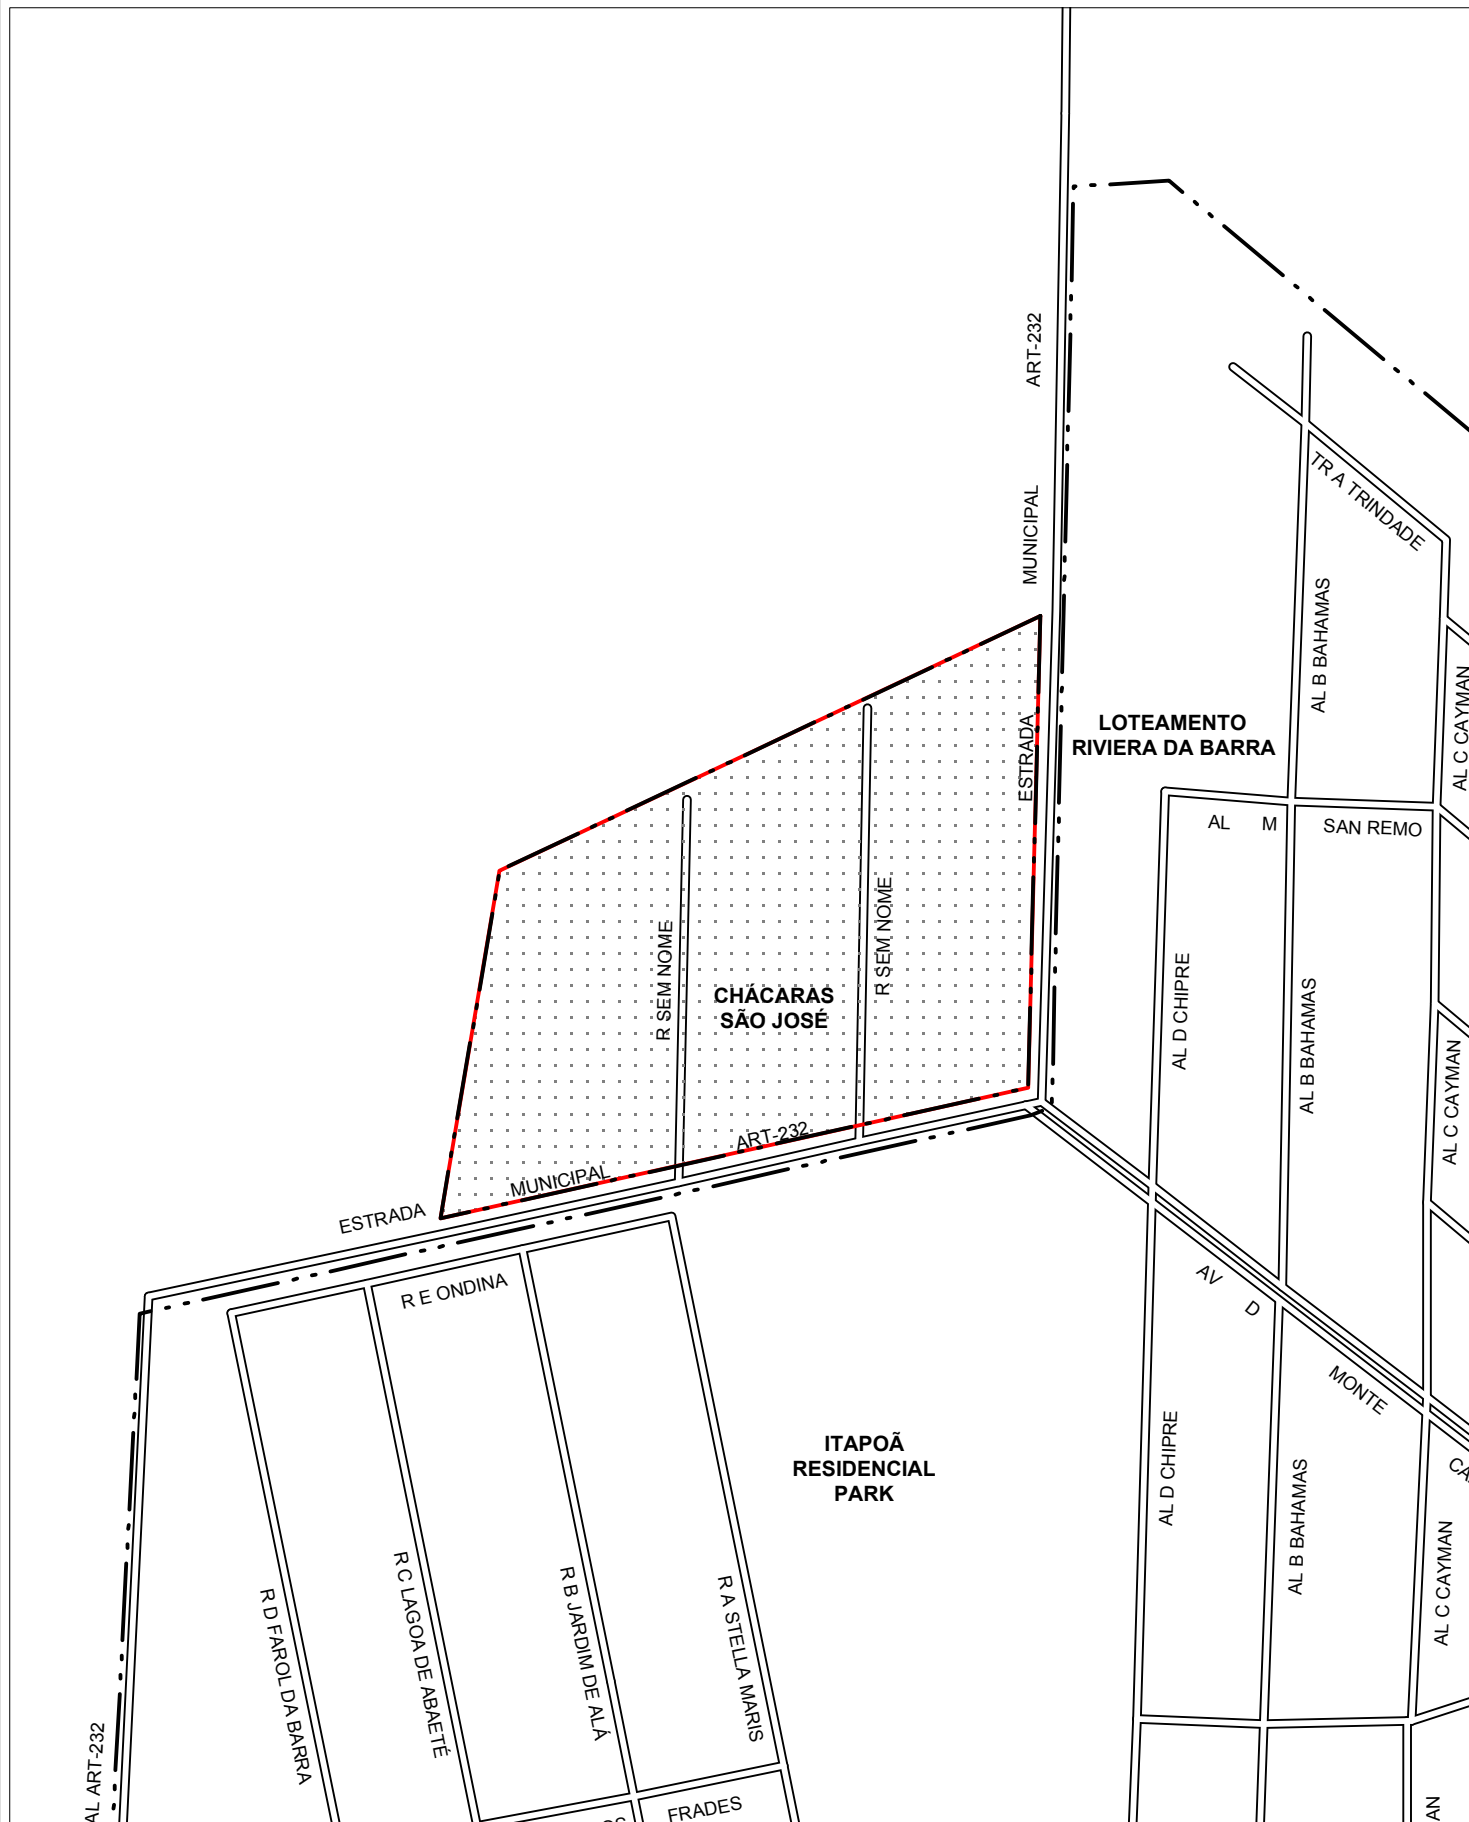 ART-232
MUNICIPAL
ESTRADA
TR A TRINDADE
AL B BAHAMAS
AL C CAYMAN
LOTEAMENTO
RIVIERA DA BARRA
AL M SAN REMO
R SEM NOME
R SEM NOME
CHÁCARAS
SÃO JOSÉ
AL D CHIPRE
AL B BAHAMAS
AL C CAYMAN
ESTRADA MUNICIPAL ART-232
R E ONDINA
AV D MONTE
ITAPOÃ
RESIDENCIAL
PARK
AL D CHIPRE
AL B BAHAMAS
AL C CAYMAN
R D FAROL DA BARRA
R C LAGOA DE ABAETÉ
R B JARDIM DE ALÁ
R A STELLA MARIS
AL ART-232
FRADES
AN